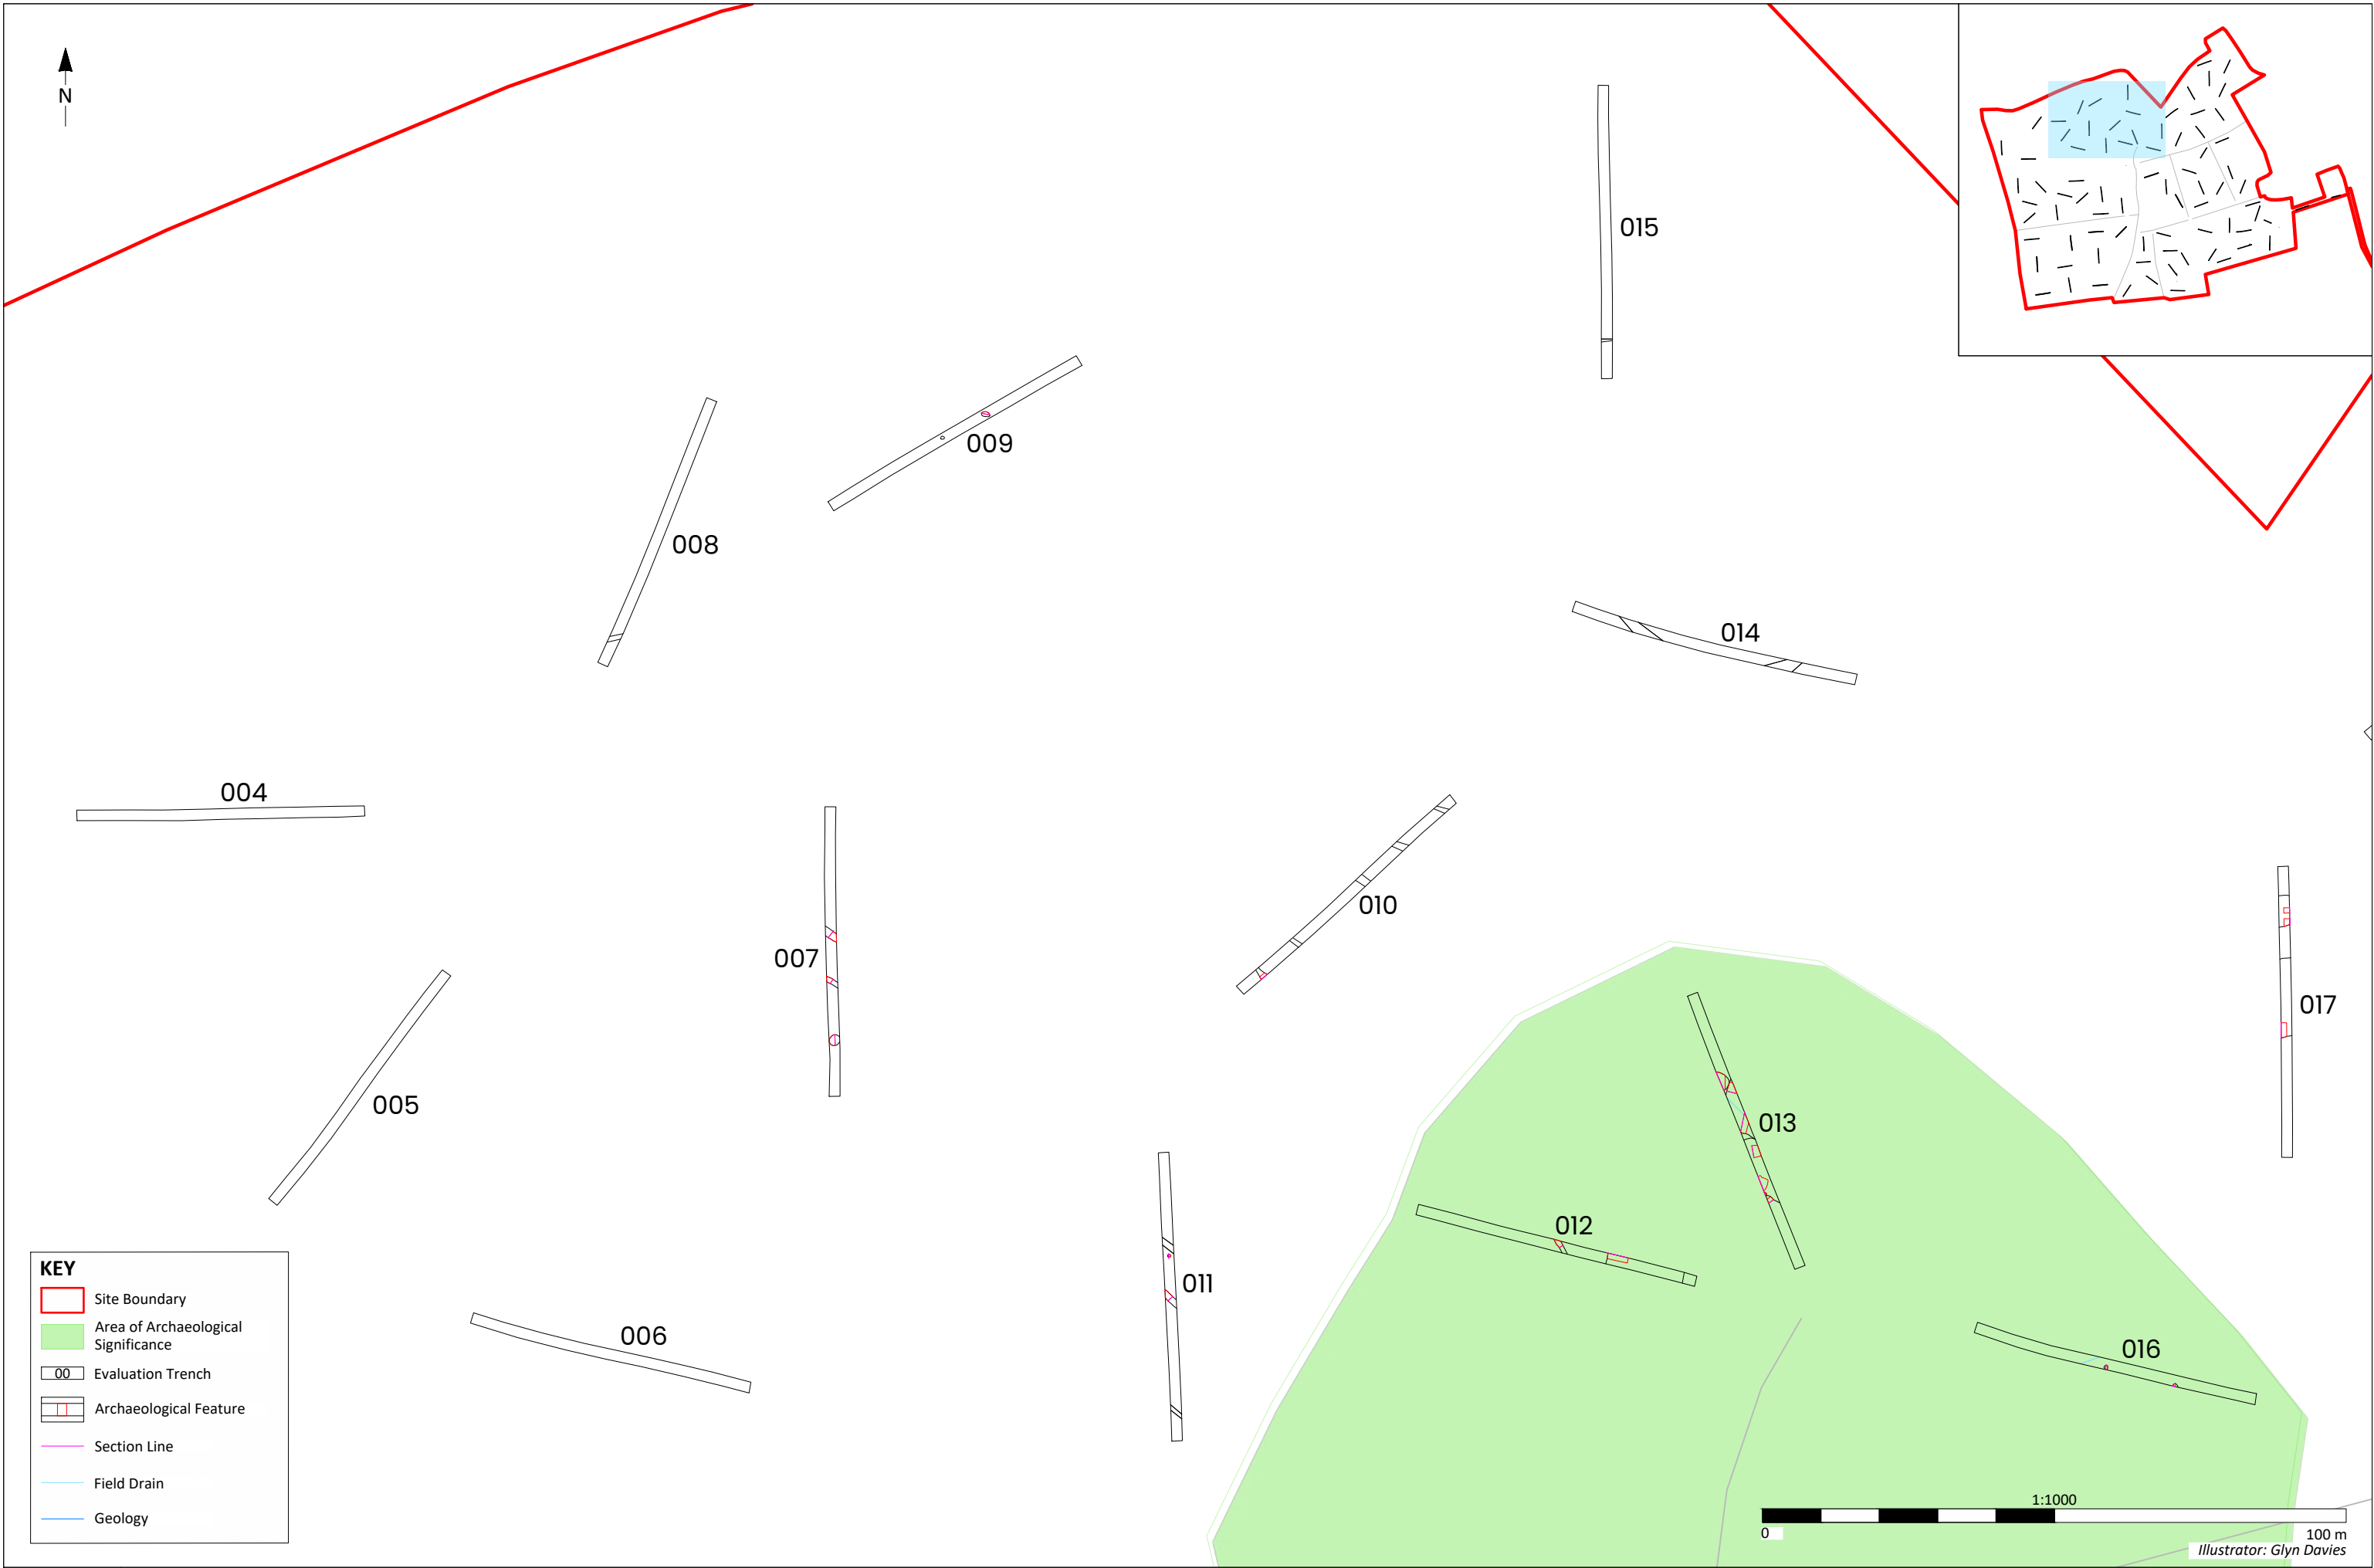 N
015
009
008
014
004
010
007
017
005
013
012
011
006
016
KEY
Site Boundary
Area of Archaeological
Significance
00
Evaluation Trench
Archaeological Feature
Section Line
Field Drain
Geology
1:1000
0
100 m
Illustrator: Glyn Davies